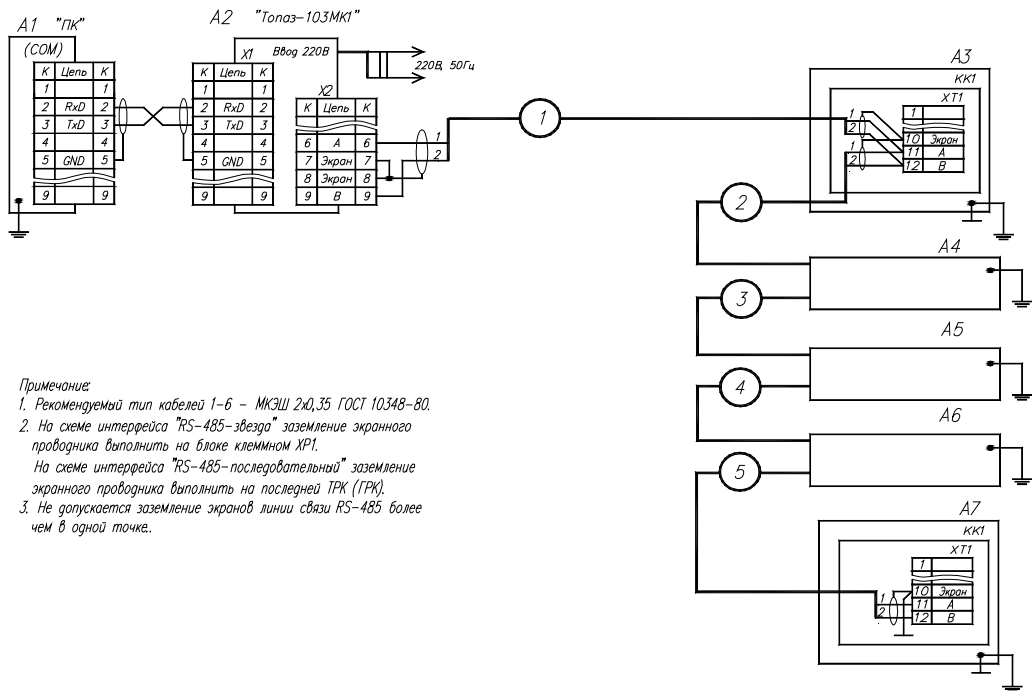 А1 "ПК"
(COM)
К Цепь К
1 1
2 RxD 2
3 TxD 3
4 4
5 GND 5
9 9
А2 "Топаз-103МК1"
X1
Ввод 220В
220В, 50Гц
К Цепь К
1 1
2 RxD 2
3 TxD 3
4 4
5 GND 5
9 9
X2
К Цепь К
6 А 6
7 Экран 7
8 Экран 8
9 В 9
1
2
1
А3
КК1
XT1
1
10 Экран
11 А
12 В
1
2
1
2
2
А4
3
А5
4
А6
5
А7
КК1
XT1
1
10 Экран
11 А
12 В
1
2
Примечание:
1. Рекомендуемый тип кабелей 1-6 - МКЭШ 2х0,35 ГОСТ 10348-80.
2. На схеме интерфейса "RS-485-звезда" заземление экранного
проводника выполнить на блоке клеммном ХР1.
На схеме интерфейса "RS-485-последовательный" заземление
экранного проводника выполнить на последней ТРК (ГРК).
3. Не допускается заземление экранов линии связи RS-485 более
чем в одной точке..